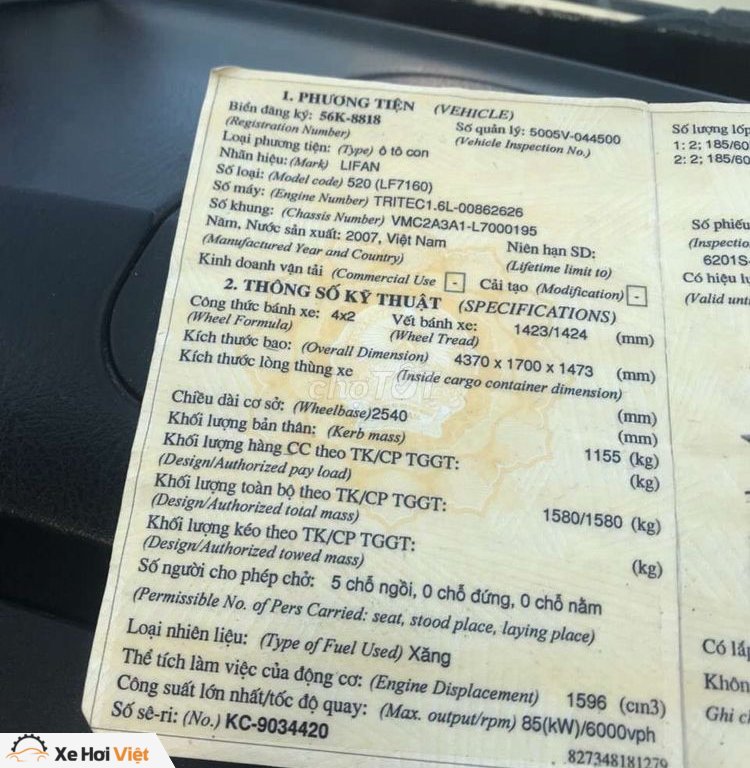 1. PHƯƠNG TIỆN (VEHICLE)
Biển đăng ký: 56K-8818 Số quản lý: 5005V-044500
(Registration Number) (Vehicle Inspection No.)
Loại phương tiện: (Type) ô tô con
Nhãn hiệu: (Mark) LIFAN
Số loại: (Model code) 520 (LF7160)
Số máy: (Engine Number) TRITEC1.6L-00862626
Số khung: (Chassis Number) VMC2A3A1-L7000195
Năm, Nước sản xuất: 2007, Việt Nam Niên hạn SD:
(Manufactured Year and Country) (Lifetime limit to)
Kinh doanh vận tải (Commercial Use - Cải tạo (Modification) -
2. THÔNG SỐ KỸ THUẬT (SPECIFICATIONS)
Công thức bánh xe: 4x2 Vết bánh xe: 1423/1424 (mm)
(Wheel Formula) (Wheel Tread)
Kích thước bao: (Overall Dimension) 4370 x 1700 x 1473 (mm)
Kích thước lòng thùng xe (Inside cargo container dimension)
(mm)
Chiều dài cơ sở: (Wheelbase)2540 (mm)
Khối lượng bản thân: (Kerb mass) 1155 (kg)
Khối lượng hàng CC theo TK/CP TGGT: (kg)
(Design/Authorized pay load)
Khối lượng toàn bộ theo TK/CP TGGT: 1580/1580 (kg)
(Design/Authorized total mass)
Khối lượng kéo theo TK/CP TGGT: (kg)
(Design/Authorized towed mass)
Số người cho phép chở: 5 chỗ ngồi, 0 chỗ đứng, 0 chỗ nằm
(Permissible No. of Pers Carried: seat, stood place, laying place)
Loại nhiên liệu: (Type of Fuel Used) Xăng
Thể tích làm việc của động cơ: (Engine Displacement) 1596 (cm3)
Công suất lớn nhất/tốc độ quay: (Max. output/rpm) 85(kW)/6000vph
Số sê-ri: (No.) KC-9034420
827348181279
Số lượng lốp
1: 2; 185/60
2: 2; 185/60
Số phiếu
(Inspectio
6201S-
Có hiệu lự
(Valid unti
Có lắp
Khôn
Ghi c
choTỐT
Xe Hơi Việt